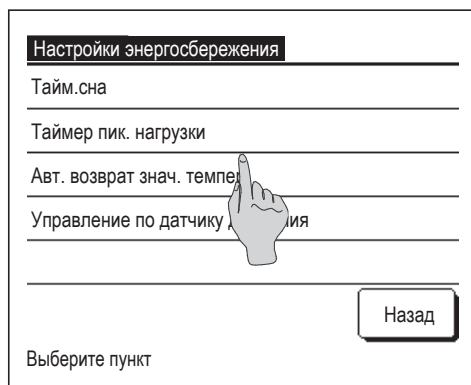 Настройки энергосбережения
Тайм.сна
Таймер пик. нагрузки
Авт. возврат знач.
Управление по датчику
Назад
Выберите пункт